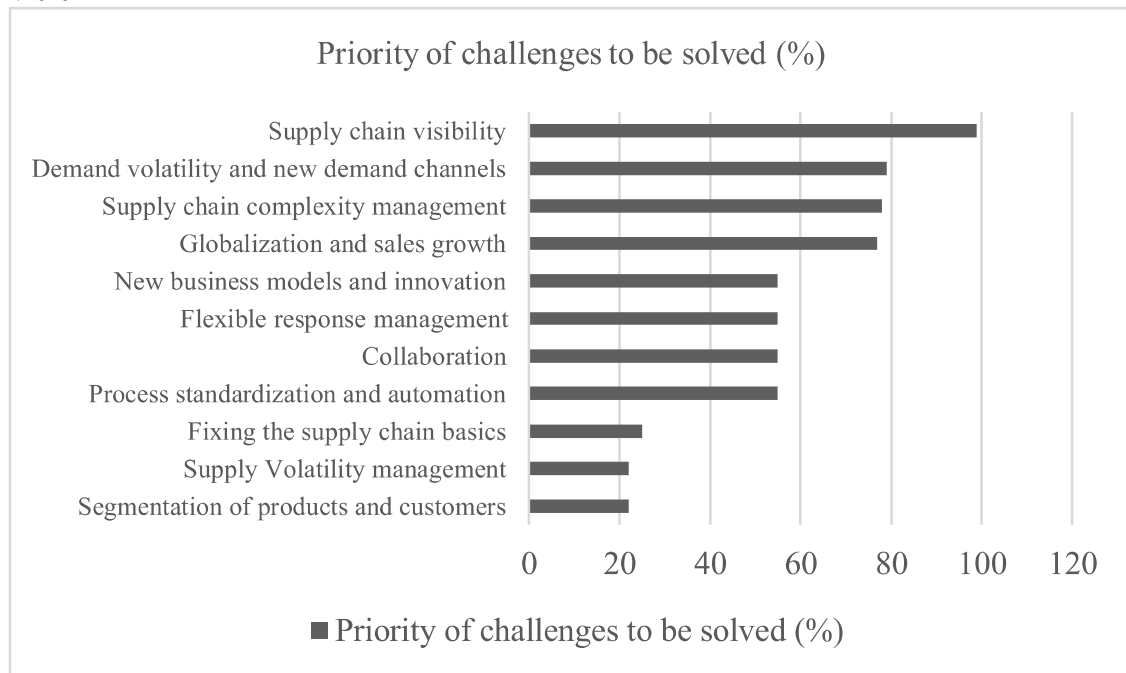 Priority of challenges to be solved (%)
Supply chain visibility
Demand volatility and new demand channels
Supply chain complexity management
Globalization and sales growth
New business models and innovation
Flexible response management
Collaboration
Process standardization and automation
Fixing the supply chain basics
Supply Volatility management
Segmentation of products and customers
0 20 40 60 80 100 120
Priority of challenges to be solved (%)